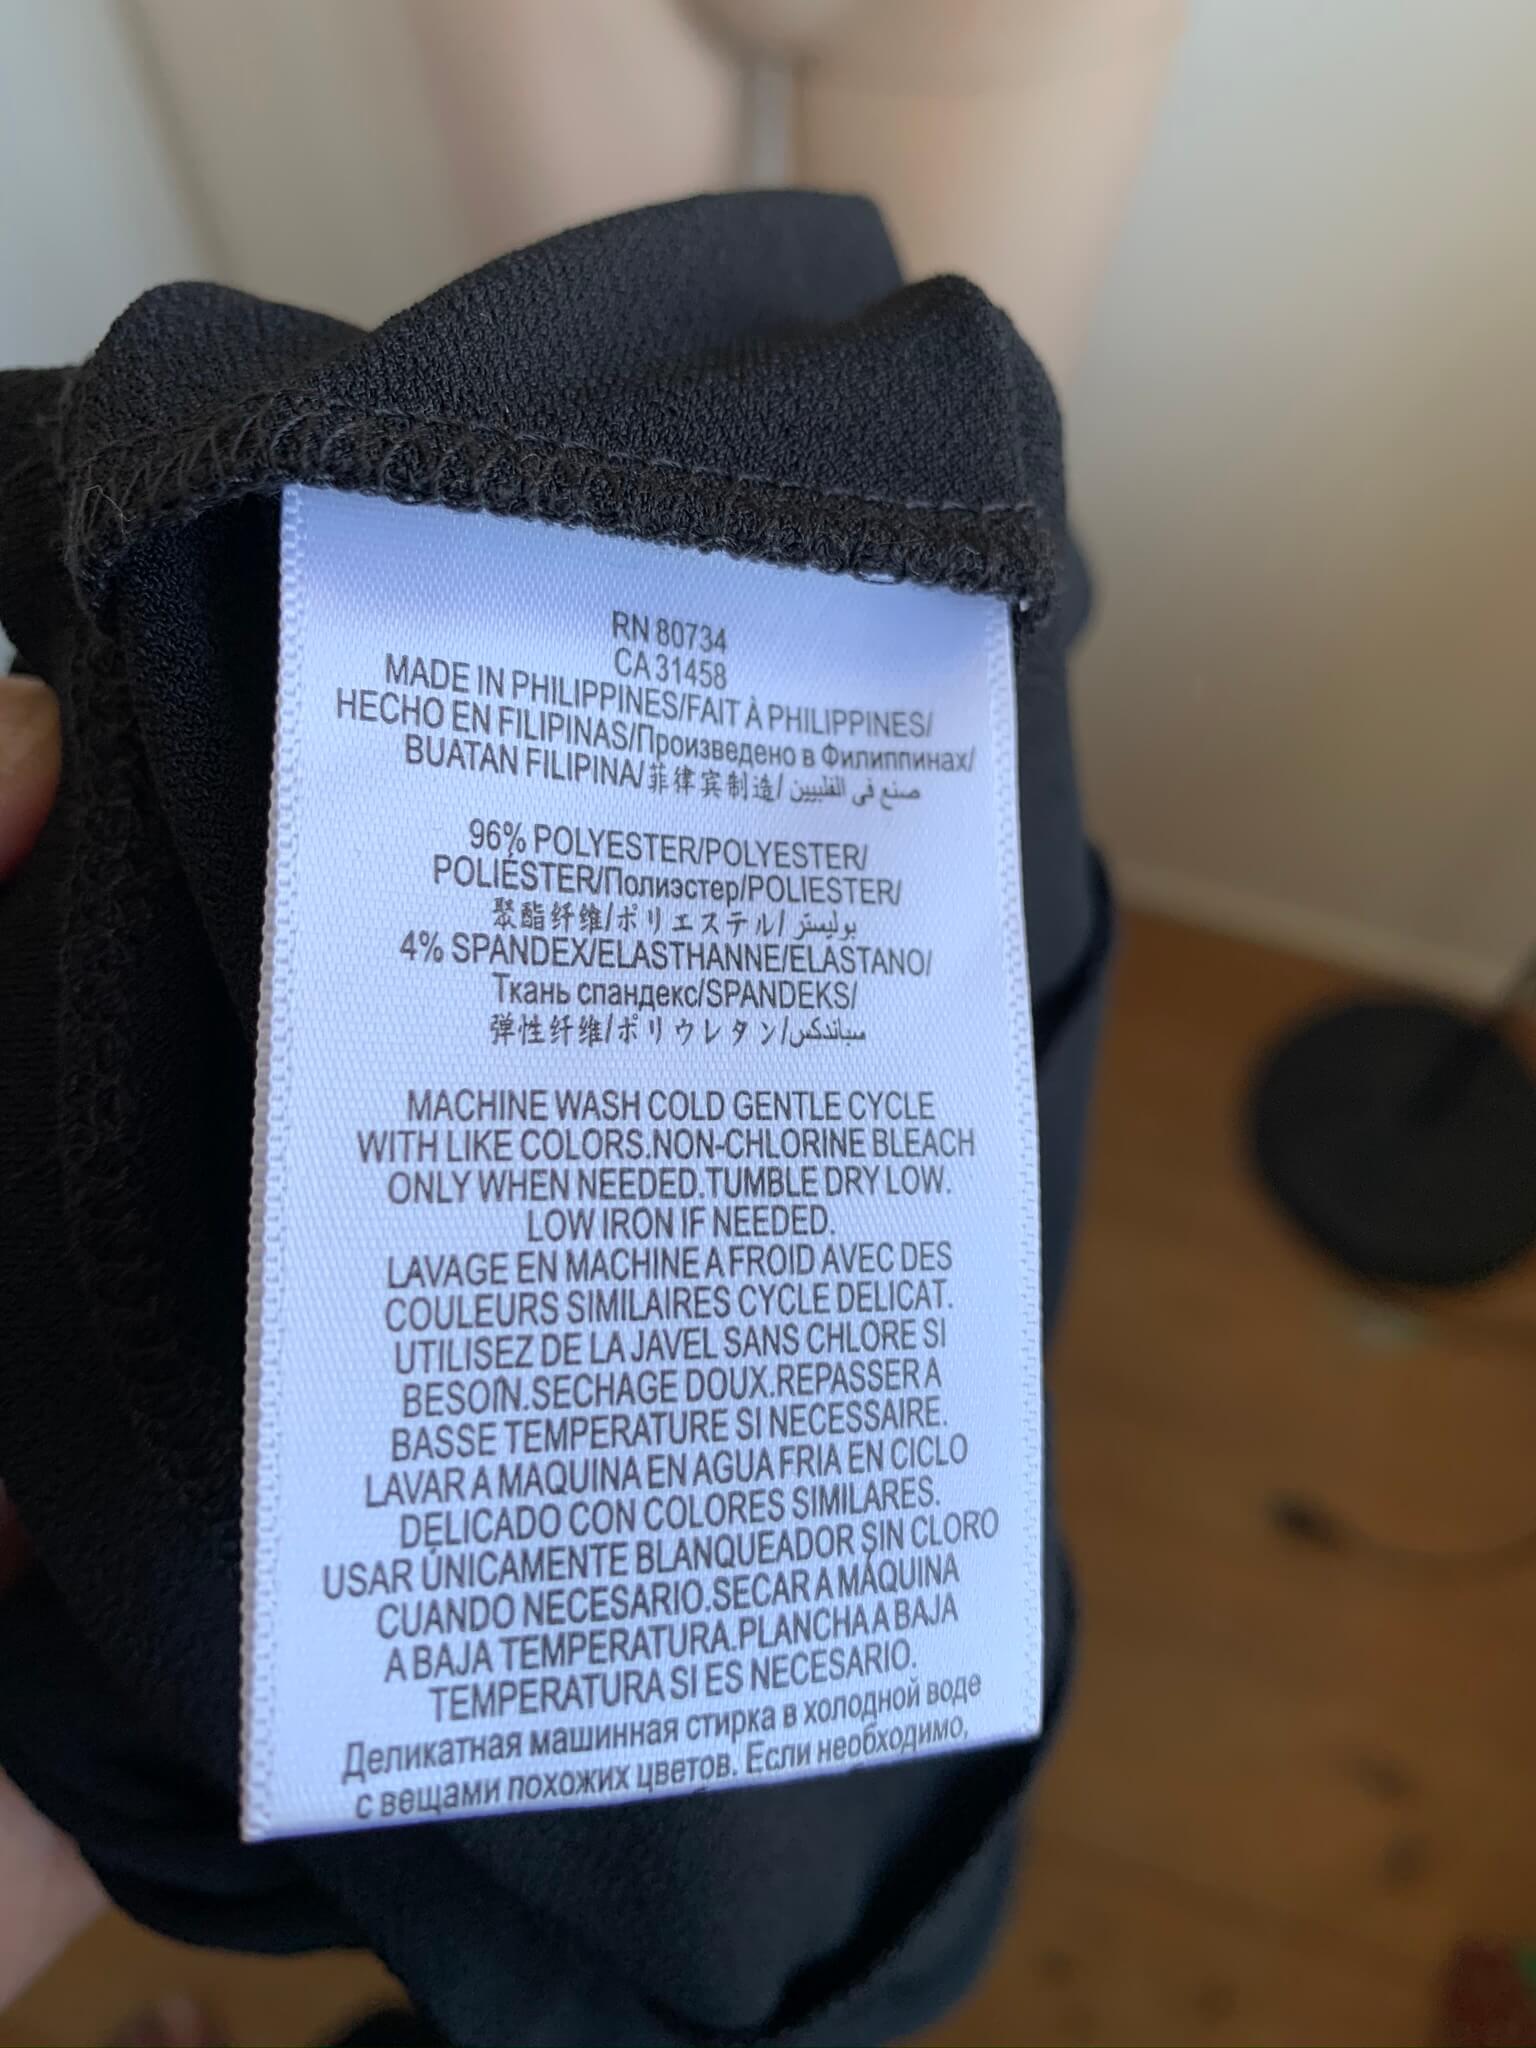 RN 80734
CA 31458
MADE IN PHILIPPINES/FAIT À PHILIPPINES/
HECHO EN FILIPINAS/Произведено в Филиппинах/
BUATAN FILIPINA/菲律宾制造/صنع في الفلبين
96% POLYESTER/POLYESTER/
POLIÉSTER/Полиэстер/POLIESTER/
聚酯纤维/ポリエステル/بوليستر
4% SPANDEX/ELASTHANNE/ELASTANO/
Ткань спандекс/SPANDEKS/
弹性纤维/ポリウレタン/سباندكس
MACHINE WASH COLD GENTLE CYCLE
WITH LIKE COLORS.NON-CHLORINE BLEACH
ONLY WHEN NEEDED.TUMBLE DRY LOW.
LOW IRON IF NEEDED.
LAVAGE EN MACHINE A FROID AVEC DES
COULEURS SIMILAIRES CYCLE DELICAT.
UTILISEZ DE LA JAVEL SANS CHLORE SI
BESOIN.SECHAGE DOUX.REPASSER A
BASSE TEMPERATURE SI NECESSAIRE.
LAVAR A MAQUINA EN AGUA FRIA EN CICLO
DELICADO CON COLORES SIMILARES.
USAR ÚNICAMENTE BLANQUEADOR SIN CLORO
CUANDO NECESARIO.SECAR A MÁQUINA
A BAJA TEMPERATURA.PLANCHA A BAJA
TEMPERATURA SI ES NECESARIO.
Деликатная машинная стирка в холодной воде
с вещами похожих цветов. Если необходимо,